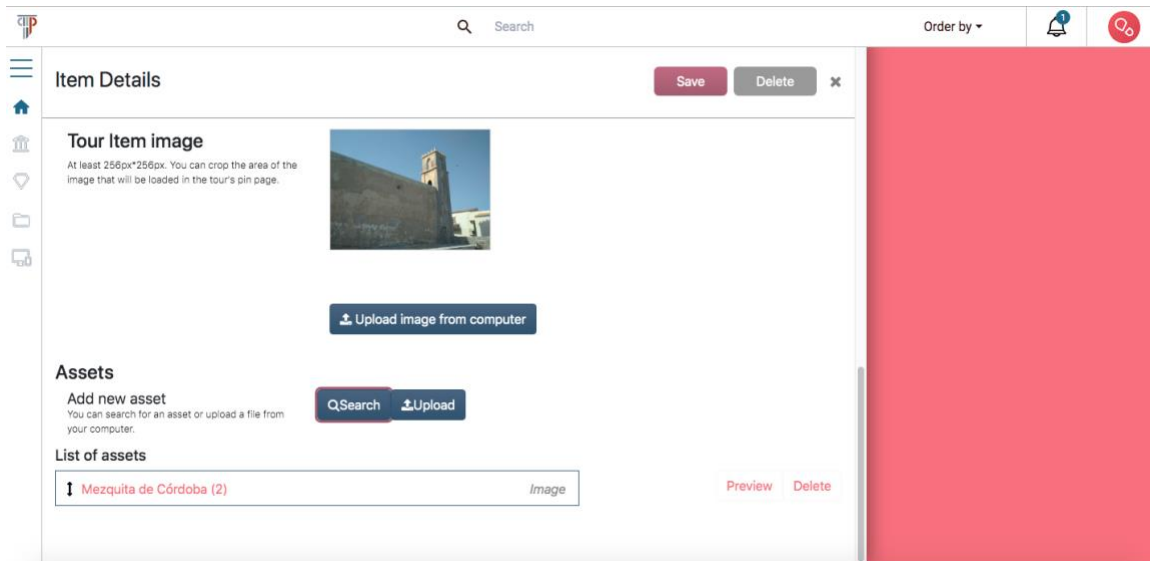 Search
Order by
1
Item Details
Save
Delete
Tour Item image
At least 256px*256px. You can crop the area of the
image that will be loaded in the tour's pin page.
Upload image from computer
Assets
Add new asset
You can search for an asset or upload a file from
your computer.
Search
Upload
List of assets
Mezquita de Córdoba (2)
Image
Preview
Delete